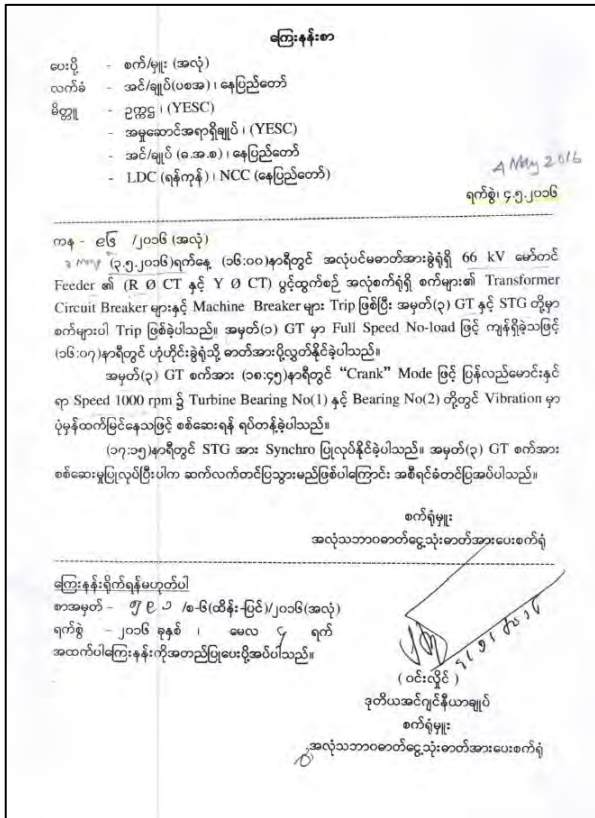 ကြေးနန်းစာ
ပေးပို့ - စက်/မှူး (အလုံ)
လက်ခံ - အင်/ချုပ်(ပစအ)၊ နေပြည်တော်
မိတ္တူ - ဥက္ကဋ္ဌ၊ (YESC)
- အမှုဆောင်အရာရှိချုပ်၊ (YESC)
- အင်/ချုပ် (ဓ.အ.စ)၊ နေပြည်တော်
- LDC (ရန်ကုန်)၊ NCC (နေပြည်တော်)
4 May 2016
ရက်စွဲ၊ ၄.၅.၂၀၁၆
ကန - ၉၆ /၂၀၁၆ (အလုံ)
3 May (၃.၅.၂၀၁၆)ရက်နေ့ (၁၆:၀၀)နာရီတွင် အလုံပင်မဓာတ်အားခွဲရုံရှိ 66 kV မော်တင်
Feeder ၏ (R Ø CT နှင့် Y Ø CT) ပွင့်ထွက်စဉ် အလုံစက်ရုံရှိ စက်များ၏ Transformer
Circuit Breaker များနှင့် Machine Breaker များ Trip ဖြစ်ပြီး အမှတ်(၃) GT နှင့် STG တို့မှာ
စက်များပါ Trip ဖြစ်ခဲ့ပါသည်။ အမှတ်(၁) GT မှာ Full Speed No-load ဖြင့် ကျန်ရှိခဲ့သဖြင့်
(၁၆:၀၇)နာရီတွင် ဟံုဟိုင်းခွဲရုံသို့ ဓာတ်အားပို့လွှတ်နိုင်ခဲ့ပါသည်။
အမှတ်(၃) GT စက်အား (၁၈:၄၅)နာရီတွင် “Crank” Mode ဖြင့် ပြန်လည်မောင်းနှင်
ရာ Speed 1000 rpm ၌ Turbine Bearing No(1) နှင့် Bearing No(2) တို့တွင် Vibration မှာ
ပုံမှန်ထက်မြင့်နေသဖြင့် စစ်ဆေးရန် ရပ်တန့်ခဲ့ပါသည်။
(၁၇:၁၅)နာရီတွင် STG အား Synchro ပြုလုပ်နိုင်ခဲ့ပါသည်။ အမှတ်(၃) GT စက်အား
စစ်ဆေးမှုပြုလုပ်ပြီးပါက ဆက်လက်တင်ပြသွားမည်ဖြစ်ပါကြောင်း အစီရင်ခံတင်ပြအပ်ပါသည်။
စက်ရုံမှူး
အလုံသဘာဝဓာတ်ငွေ့သုံးဓာတ်အားပေးစက်ရုံ
ကြေးနန်းရိုက်ရန်မဟုတ်ပါ
စာအမှတ် - ၅၉၁ /စ-၆(ထိန်း-ပြင်)/၂၀၁၆(အလုံ)
ရက်စွဲ - ၂၀၁၆ ခုနှစ် ၊ မေလ ၄ ရက်
အထက်ပါကြေးနန်းကိုအတည်ပြုပေးပို့အပ်ပါသည်။
(ဝင်းလှိုင်)
ဒုတိယအင်ဂျင်နီယာချုပ်
စက်ရုံမှူး
အလုံသဘာဝဓာတ်ငွေ့သုံးဓာတ်အားပေးစက်ရုံ